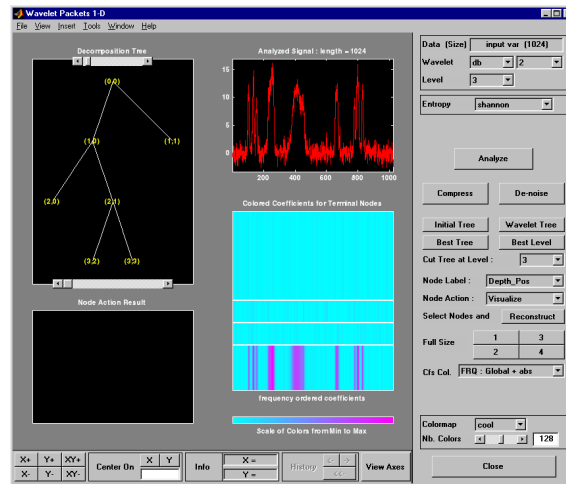 Wavelet Packets 1-D
File View Insert Tools Window Help
Decomposition Tree
(0,0)
(1,0) (1,1)
(2,0) (2,1)
(3,2) (3,3)
Node Action Result
Analyzed Signal : length = 1024
15
10
5
0
200 400 600 800 1000
Colored Coefficients for Terminal Nodes
frequency ordered coefficients
Scale of Colors from Min to Max
Data (Size) input var (1024)
Wavelet db 2
Level 3
Entropy shannon
Analyze
Compress De-noise
Initial Tree Wavelet Tree
Best Tree Best Level
Cut Tree at Level : 3
Node Label : Depth_Pos
Node Action : Visualize
Select Nodes and Reconstruct
Full Size 1 3
2 4
Cfs Col. FRQ : Global + abs
Colormap cool
Nb. Colors 128
Close
X+ Y+ XY+ Center On X Y Info X = History <- -> View Axes
X- Y- XY- Y = <<-